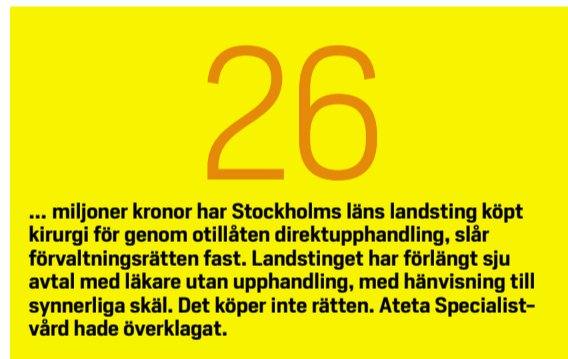 26
... miljoner kronor har Stockholms läns landsting köpt
kirurgi för genom otillåten direktupphandling, slår
förvaltningsrätten fast. Landstinget har förlängt sju
avtal med läkare utan upphandling, med hänvisning till
synnerliga skäl. Det köper inte rätten. Ateta Specialist-
vård hade överklagat.